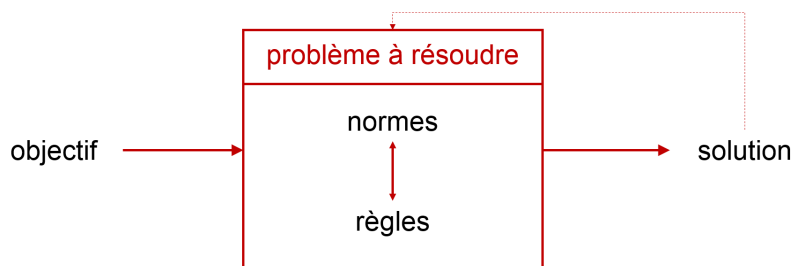 problème à résoudre
normes
objectif
solution
règles